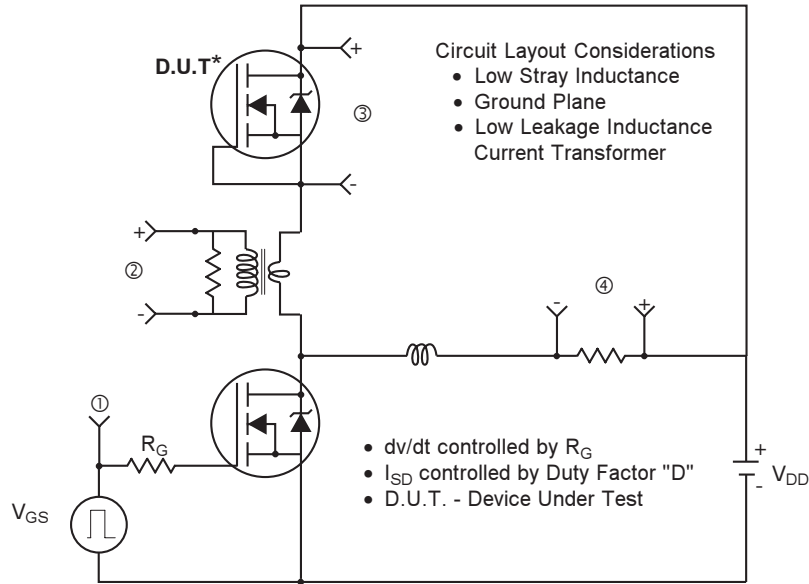 D.U.T*
+
Circuit Layout Considerations
• Low Stray Inductance
• Ground Plane
• Low Leakage Inductance
Current Transformer
③
-
+
②
-
④
-
+
①
R_G
V_GS
• dv/dt controlled by R_G
• I_SD controlled by Duty Factor "D"
• D.U.T. - Device Under Test
+
V_DD
-